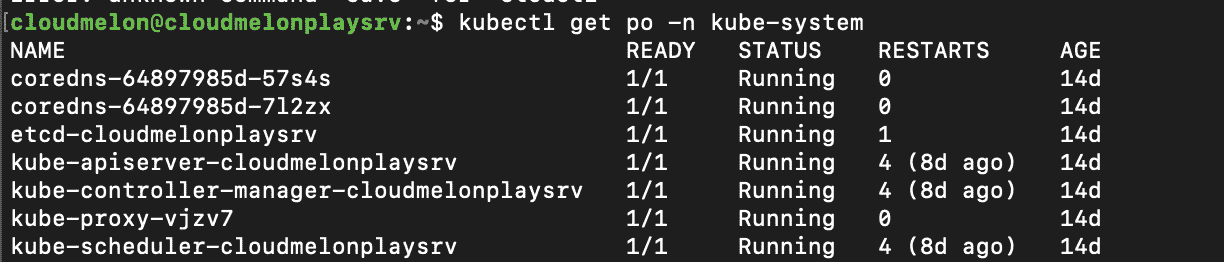 [cloudmelon@cloudmelonplaysrv:~$ kubectl get po -n kube-system
NAME READY STATUS RESTARTS AGE
coredns-64897985d-57s4s 1/1 Running 0 14d
coredns-64897985d-7l2zx 1/1 Running 0 14d
etcd-cloudmelonplaysrv 1/1 Running 1 14d
kube-apiserver-cloudmelonplaysrv 1/1 Running 4 (8d ago) 14d
kube-controller-manager-cloudmelonplaysrv 1/1 Running 4 (8d ago) 14d
kube-proxy-vjzv7 1/1 Running 0 14d
kube-scheduler-cloudmelonplaysrv 1/1 Running 4 (8d ago) 14d